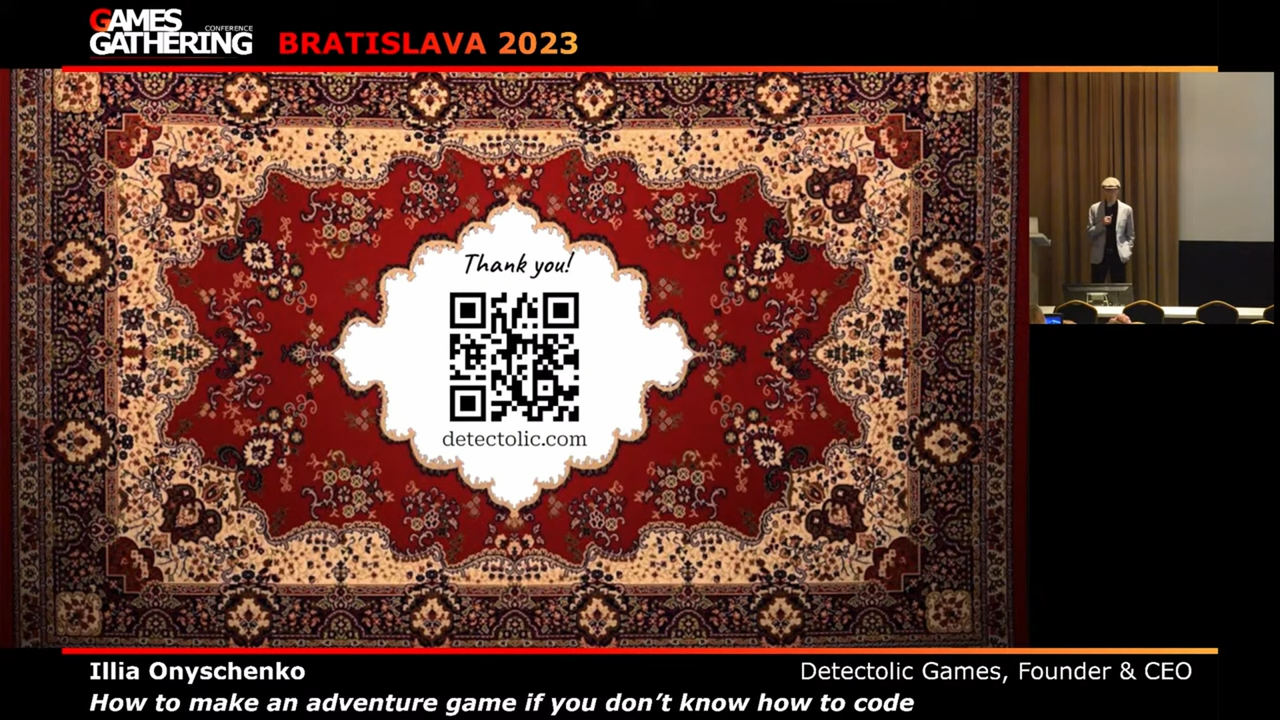 GAMES
CONFERENCE
GATHERING
BRATISLAVA 2023
Thank you!
detectolic.com
Illia Onyschenko
Detectolic Games, Founder & CEO
How to make an adventure game if you don’t know how to code